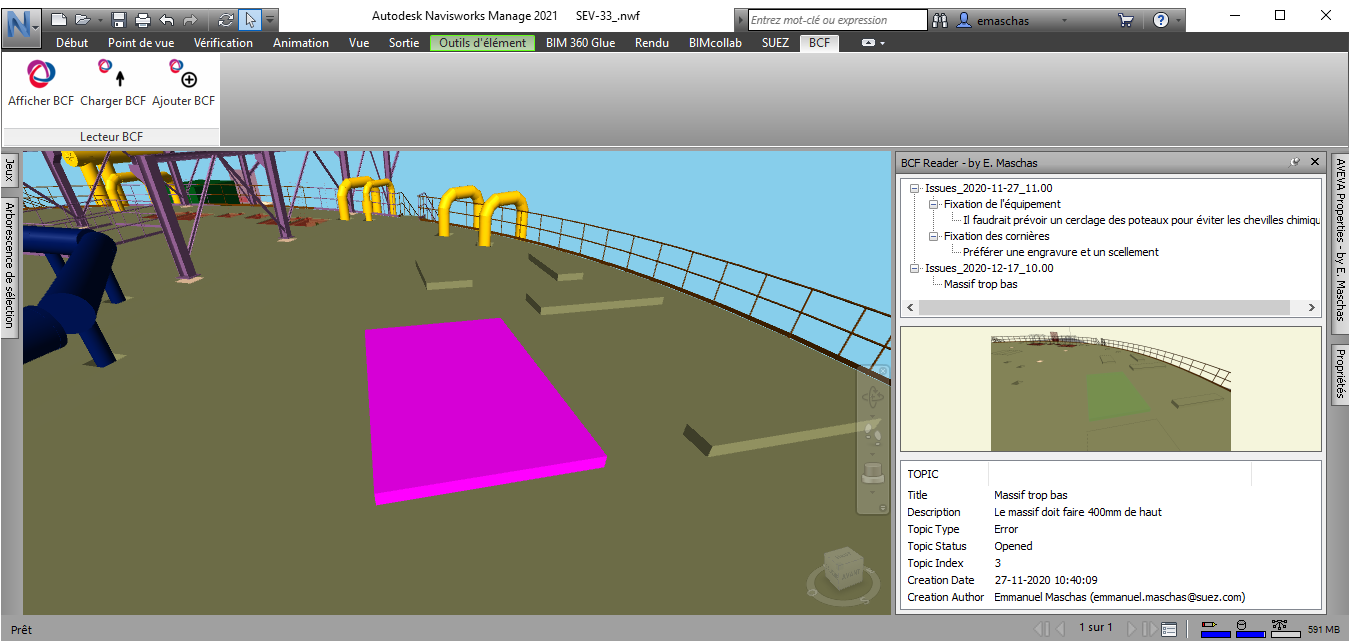 Autodesk Navisworks Manage 2021 SEV-33_.nwf
Entrez mot-clé ou expression
emaschas
Début Point de vue Vérification Animation Vue Sortie Outils d'élément BIM 360 Glue Rendu BIMcollab SUEZ BCF
Afficher BCF Charger BCF Ajouter BCF
Lecteur BCF
Jeux
Arborescence de sélection
BCF Reader - by E. Maschas
Issues_2020-11-27_11.00
Fixation de l'équipement
Il faudrait prévoir un cerclage des poteaux pour éviter les chevilles chimiqu
Fixation des cornières
Préférer une engravure et un scellement
Issues_2020-12-17_10.00
Massif trop bas
TOPIC
Title Massif trop bas
Description Le massif doit faire 400mm de haut
Topic Type Error
Topic Status Opened
Topic Index 3
Creation Date 27-11-2020 10:40:09
Creation Author Emmanuel Maschas (emmanuel.maschas@suez.com)
AVEVA Properties - by E. Maschas
Propriétés
Prêt
1 sur 1
591 MB